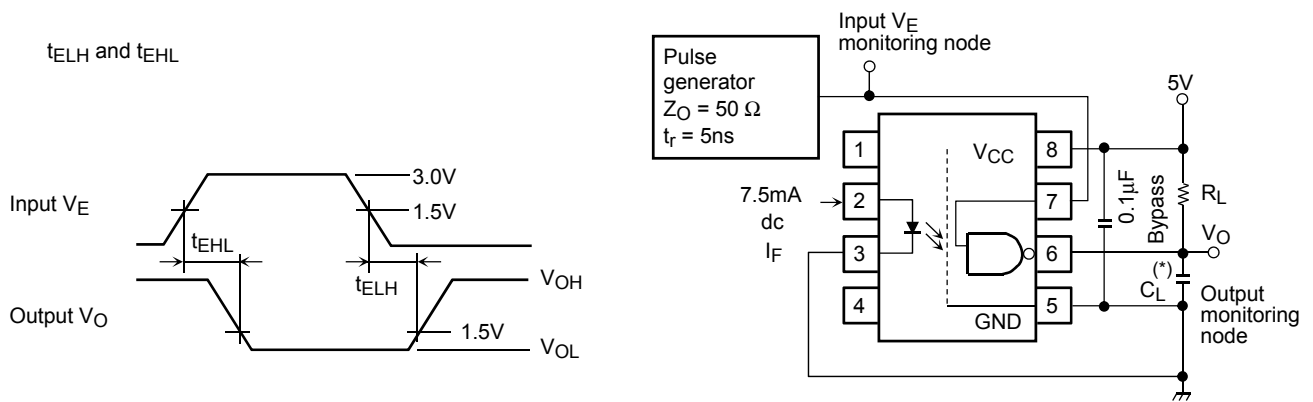 tELH and tEHL
Input VE
3.0V
1.5V
tEHL
tELH
Output VO
VOH
1.5V
VOL
Input VE
monitoring node
Pulse
generator
ZO = 50 Ω
tr = 5ns
5V
1
2
3
4
VCC
8
7
6
5
GND
7.5mA
dc
IF
0.1μF
Bypass
RL
VO
(*)
CL
Output
monitoring
node